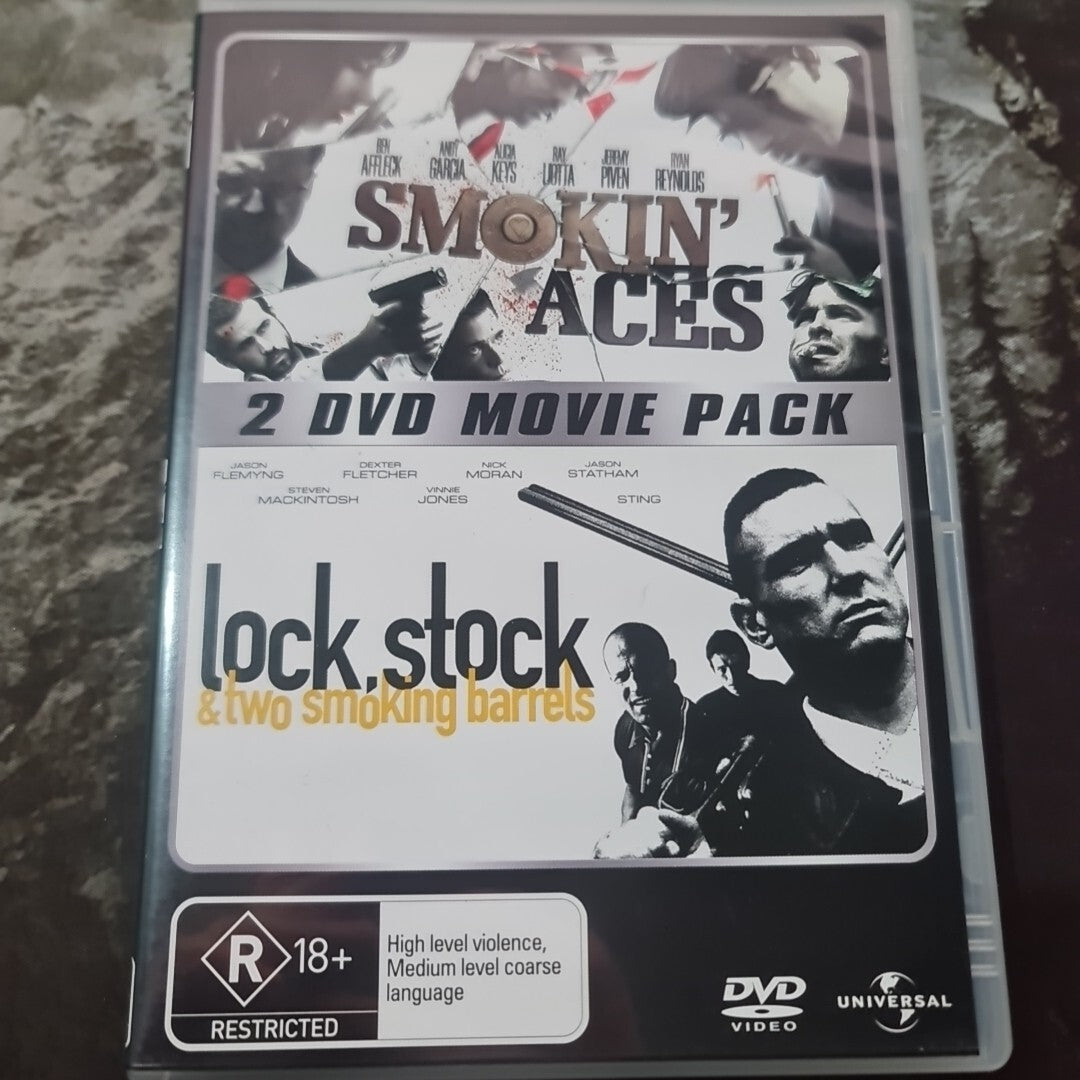 BEN AFFLECK ANDY GARCIA ALICIA KEYS RAY LIOTTA JEREMY PIVEN RYAN REYNOLDS
SMOKIN'
ACES
2 DVD MOVIE PACK
JASON FLEMYNG DEXTER FLETCHER NICK MORAN JASON STATHAM
STEVEN MACKINTOSH VINNIE JONES STING
lock, stock
& two smoking barrels
R 18+
RESTRICTED
High level violence,
Medium level coarse
language
DVD
VIDEO
UNIVERSAL